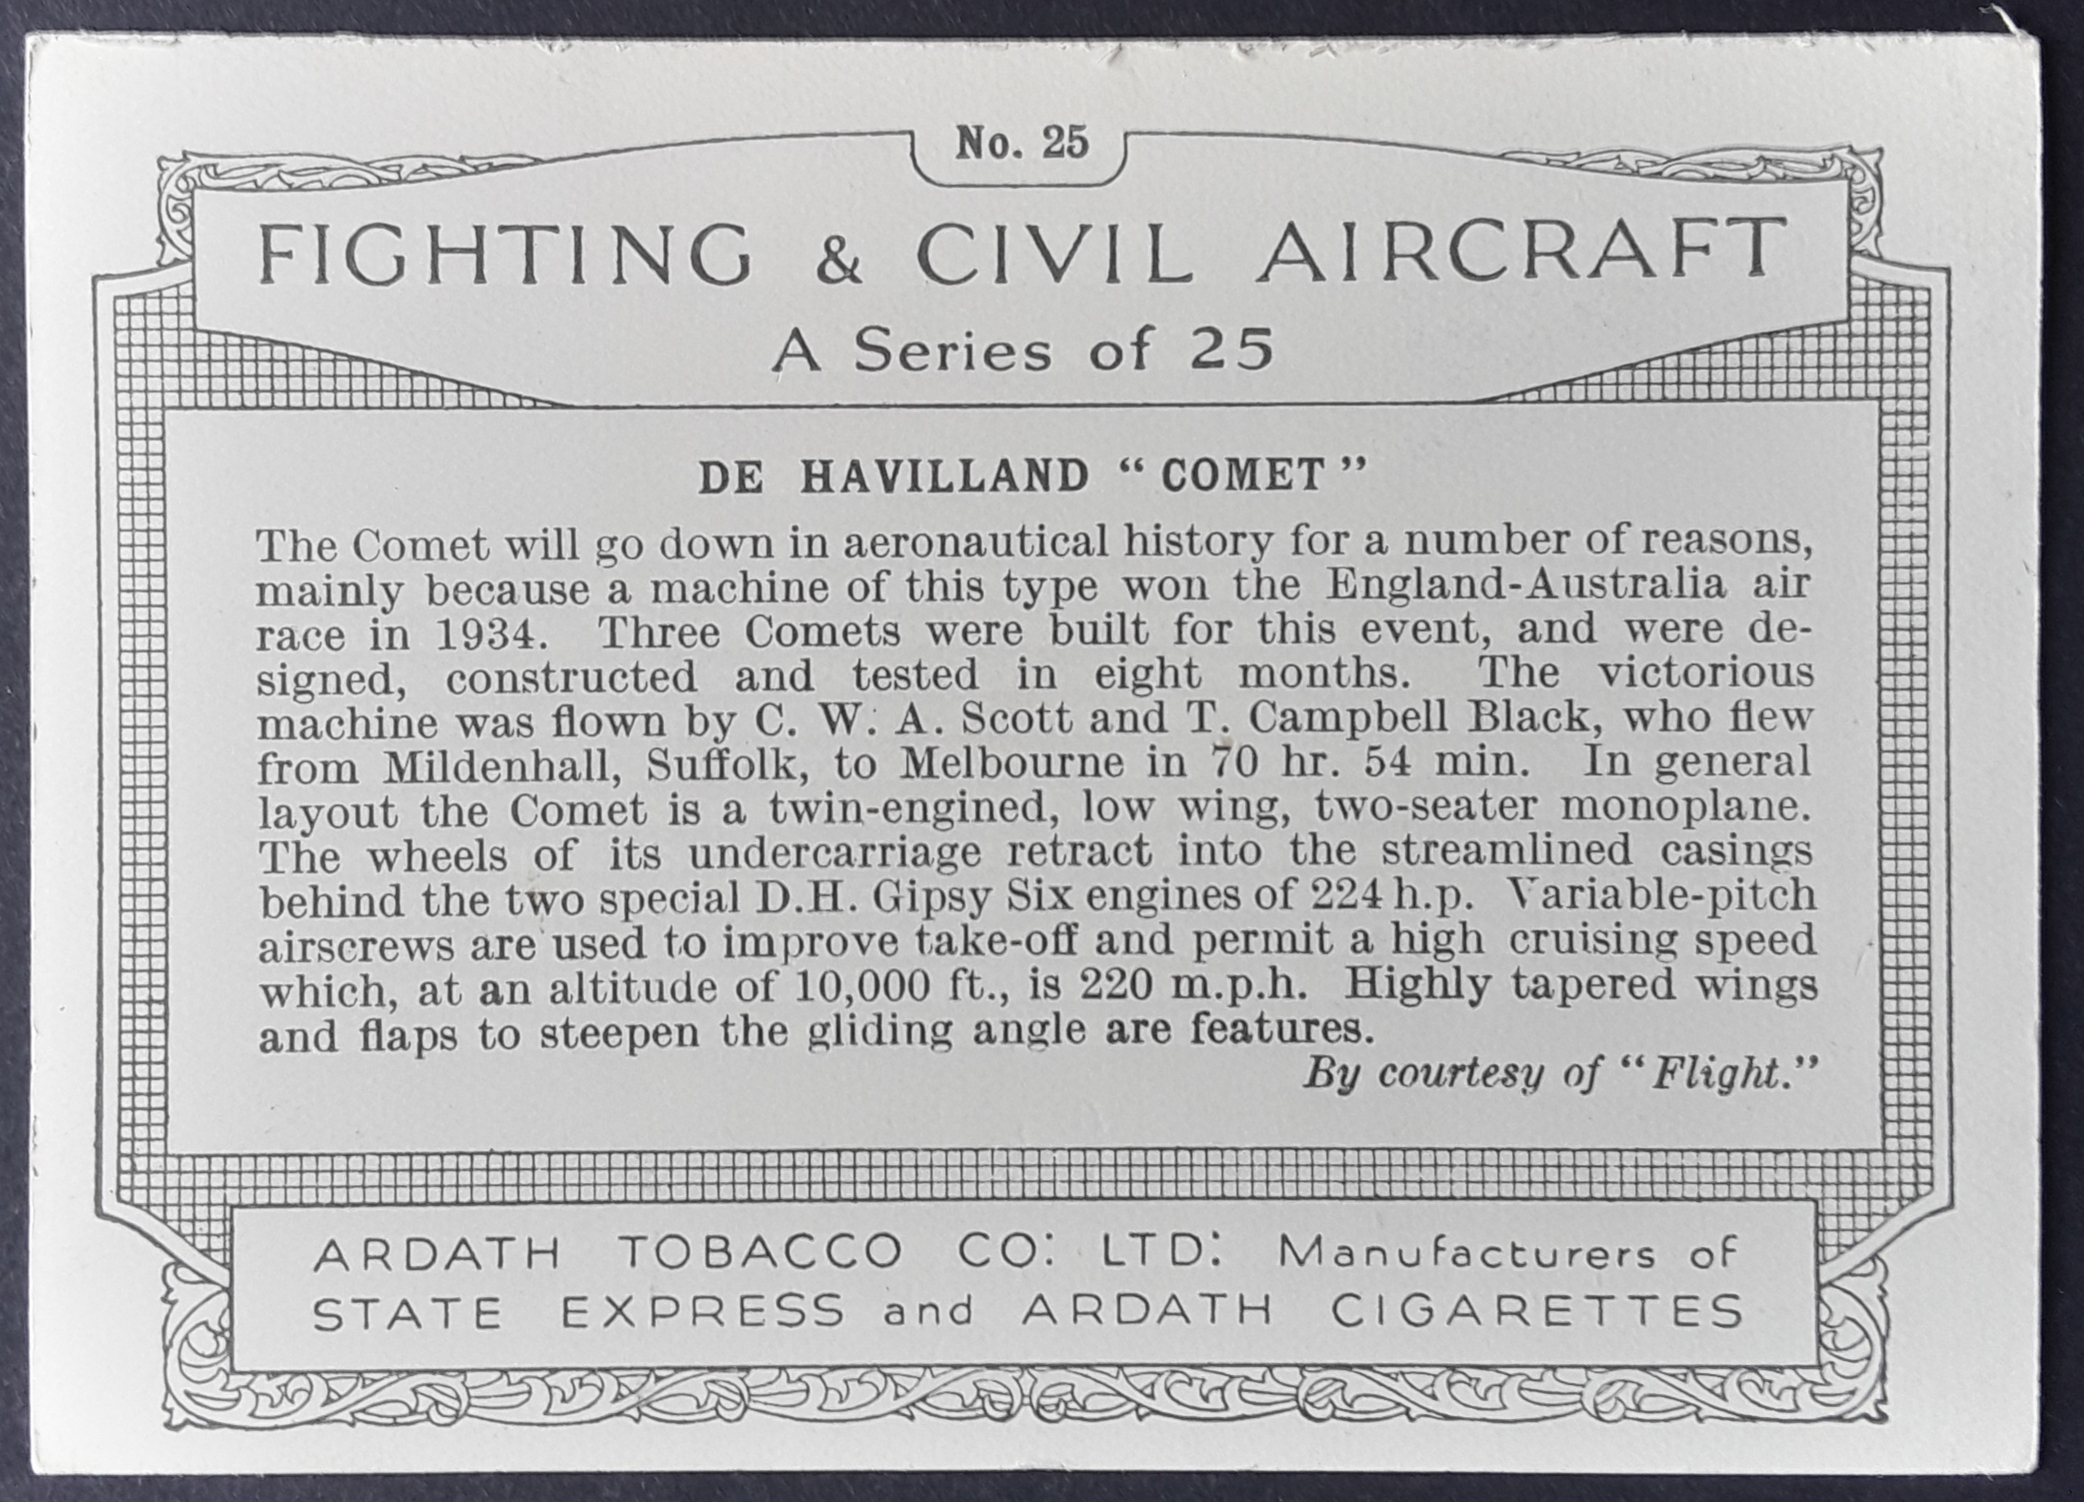 No. 25
FIGHTING & CIVIL AIRCRAFT
A Series of 25
DE HAVILLAND “ COMET ”
The Comet will go down in aeronautical history for a number of reasons,
mainly because a machine of this type won the England-Australia air
race in 1934. Three Comets were built for this event, and were de-
signed, constructed and tested in eight months. The victorious
machine was flown by C. W. A. Scott and T. Campbell Black, who flew
from Mildenhall, Suffolk, to Melbourne in 70 hr. 54 min. In general
layout the Comet is a twin-engined, low wing, two-seater monoplane.
The wheels of its undercarriage retract into the streamlined casings
behind the two special D.H. Gipsy Six engines of 224 h.p. Variable-pitch
airscrews are used to improve take-off and permit a high cruising speed
which, at an altitude of 10,000 ft., is 220 m.p.h. Highly tapered wings
and flaps to steepen the gliding angle are features.
By courtesy of “Flight.”
ARDATH TOBACCO CO: LTD: Manufacturers of
STATE EXPRESS and ARDATH CIGARETTES